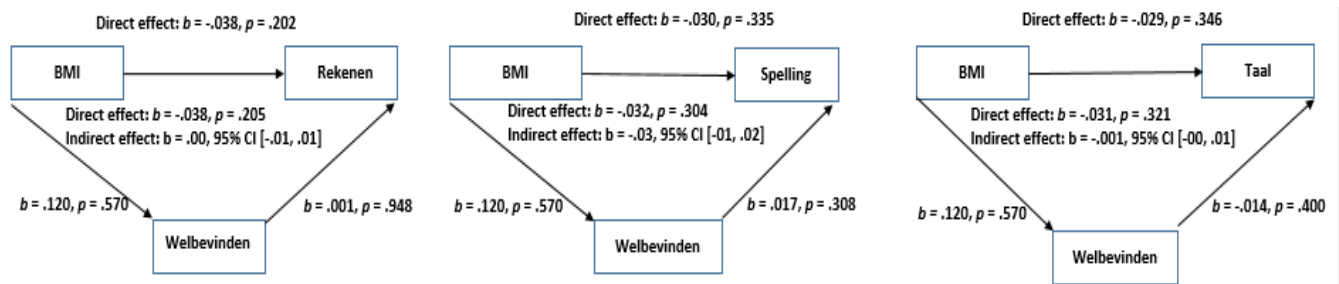 Direct effect: b = -.038, p = .202
BMI
Rekenen
Direct effect: b = -.038, p = .205
Indirect effect: b = .00, 95% CI [-.01, .01]
b = .120, p = .570
b = .001, p = .948
Welbevinden
Direct effect: b = -.030, p = .335
BMI
Spelling
Direct effect: b = -.032, p = .304
Indirect effect: b = -.03, 95% CI [-01, .02]
b = .120, p = .570
b = .017, p = .308
Welbevinden
Direct effect: b = -.029, p = .346
BMI
Taal
Direct effect: b = -.031, p = .321
Indirect effect: b = -.001, 95% CI [-00, .01]
b = .120, p = .570
b = -.014, p = .400
Welbevinden